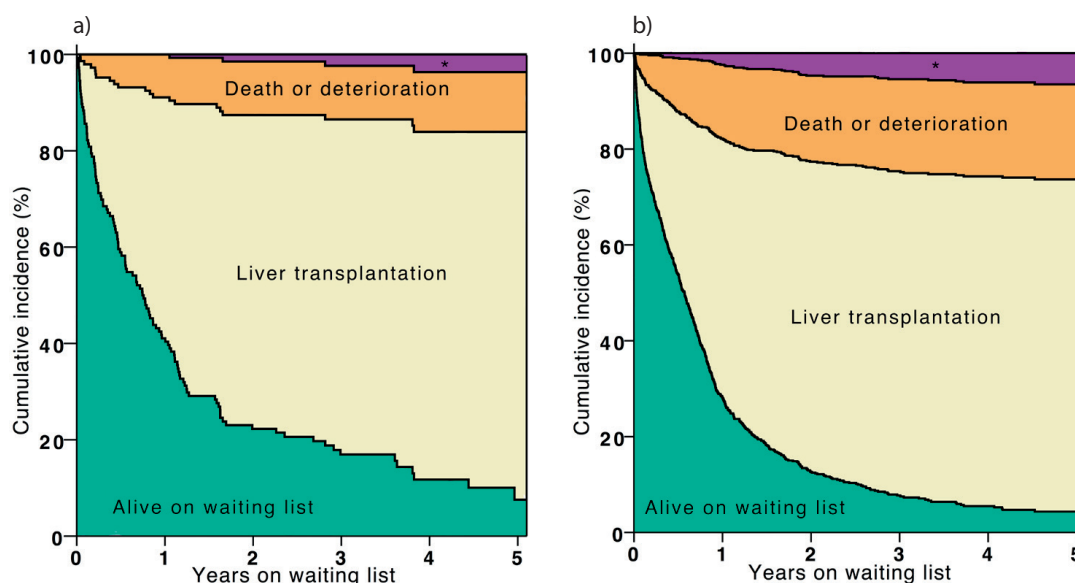 a)
Cumulative incidence (%)
100
80
60
40
20
0
*
Death or deterioration
Liver transplantation
Alive on waiting list
0 1 2 3 4 5
Years on waiting list
b)
Cumulative incidence (%)
100
80
60
40
20
0
*
Death or deterioration
Liver transplantation
Alive on waiting list
0 1 2 3 4 5
Years on waiting list